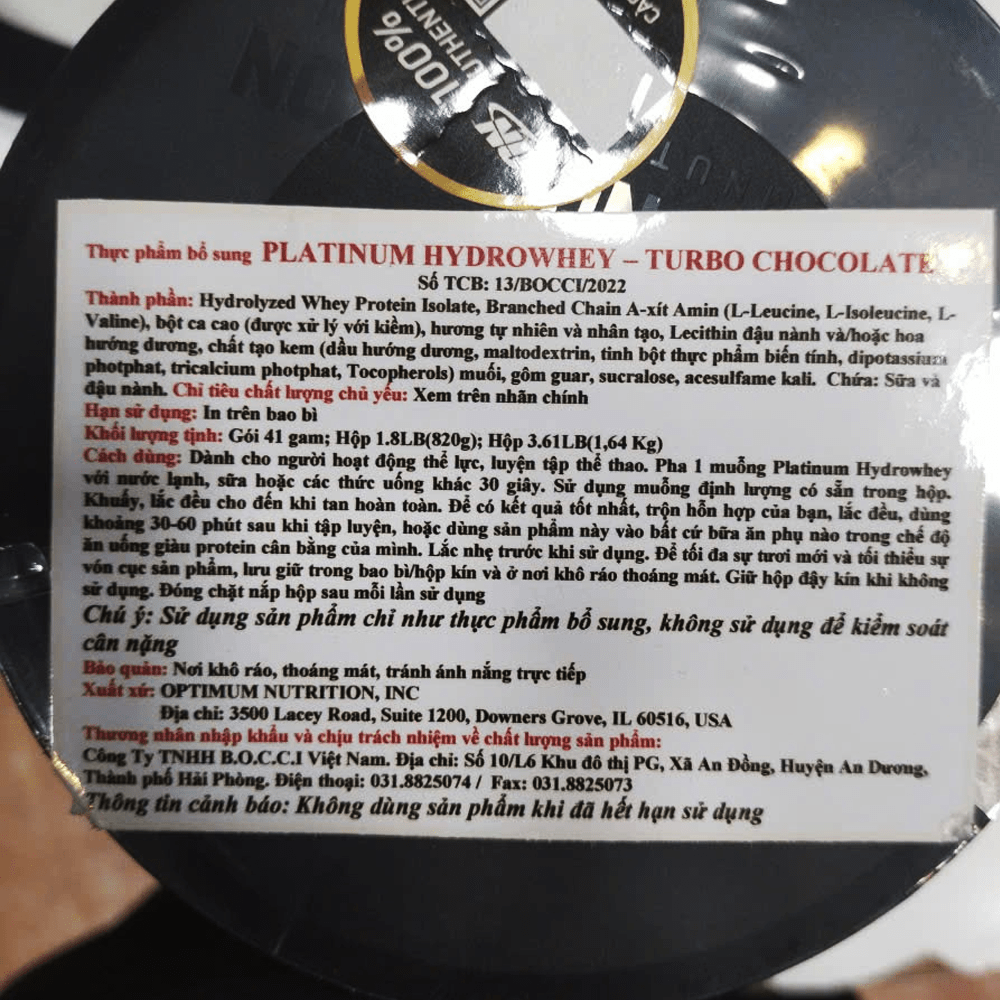 100%
AUTHENTI
CA
NUT
Thực phẩm bổ sung PLATINUM HYDROWHEY – TURBO CHOCOLATE
Số TCB: 13/BOCCI/2022
Thành phần: Hydrolyzed Whey Protein Isolate, Branched Chain A-xít Amin (L-Leucine, L-Isoleucine, L-
Valine), bột ca cao (được xử lý với kiềm), hương tự nhiên và nhân tạo, Lecithin đậu nành và/hoặc hoa
hướng dương, chất tạo kem (dầu hướng dương, maltodextrin, tinh bột thực phẩm biến tính, dipotassium
photphat, tricalcium photphat, Tocopherols) muối, gôm guar, sucralose, acesulfame kali. Chứa: Sữa và
đậu nành. Chỉ tiêu chất lượng chủ yếu: Xem trên nhãn chính
Hạn sử dụng: In trên bao bì
Khối lượng tịnh: Gói 41 gam; Hộp 1.8LB(820g); Hộp 3.61LB(1,64 Kg)
Cách dùng: Dành cho người hoạt động thể lực, luyện tập thể thao. Pha 1 muỗng Platinum Hydrowhey
với nước lạnh, sữa hoặc các thức uống khác 30 giây. Sử dụng muỗng định lượng có sẵn trong hộp.
Khuấy, lắc đều cho đến khi tan hoàn toàn. Để có kết quả tốt nhất, trộn hỗn hợp của bạn, lắc đều, dùng
khoảng 30-60 phút sau khi tập luyện, hoặc dùng sản phẩm này vào bất cứ bữa ăn phụ nào trong chế độ
ăn uống giàu protein cân bằng của mình. Lắc nhẹ trước khi sử dụng. Để tối đa sự tươi mới và tối thiểu sự
vón cục sản phẩm, lưu giữ trong bao bì/hộp kín và ở nơi khô ráo thoáng mát. Giữ hộp đậy kín khi không
sử dụng. Đóng chặt nắp hộp sau mỗi lần sử dụng
Chú ý: Sử dụng sản phẩm chỉ như thực phẩm bổ sung, không sử dụng để kiểm soát
cân nặng
Bảo quản: Nơi khô ráo, thoáng mát, tránh ánh nắng trực tiếp
Xuất xứ: OPTIMUM NUTRITION, INC
Địa chỉ: 3500 Lacey Road, Suite 1200, Downers Grove, IL 60516, USA
Thương nhân nhập khẩu và chịu trách nhiệm về chất lượng sản phẩm:
Công Ty TNHH B.O.C.C.I Việt Nam. Địa chỉ: Số 10/L6 Khu đô thị PG, Xã An Đồng, Huyện An Dương,
Thành phố Hải Phòng. Điện thoại: 031.8825074 / Fax: 031.8825073
Thông tin cảnh báo: Không dùng sản phẩm khi đã hết hạn sử dụng